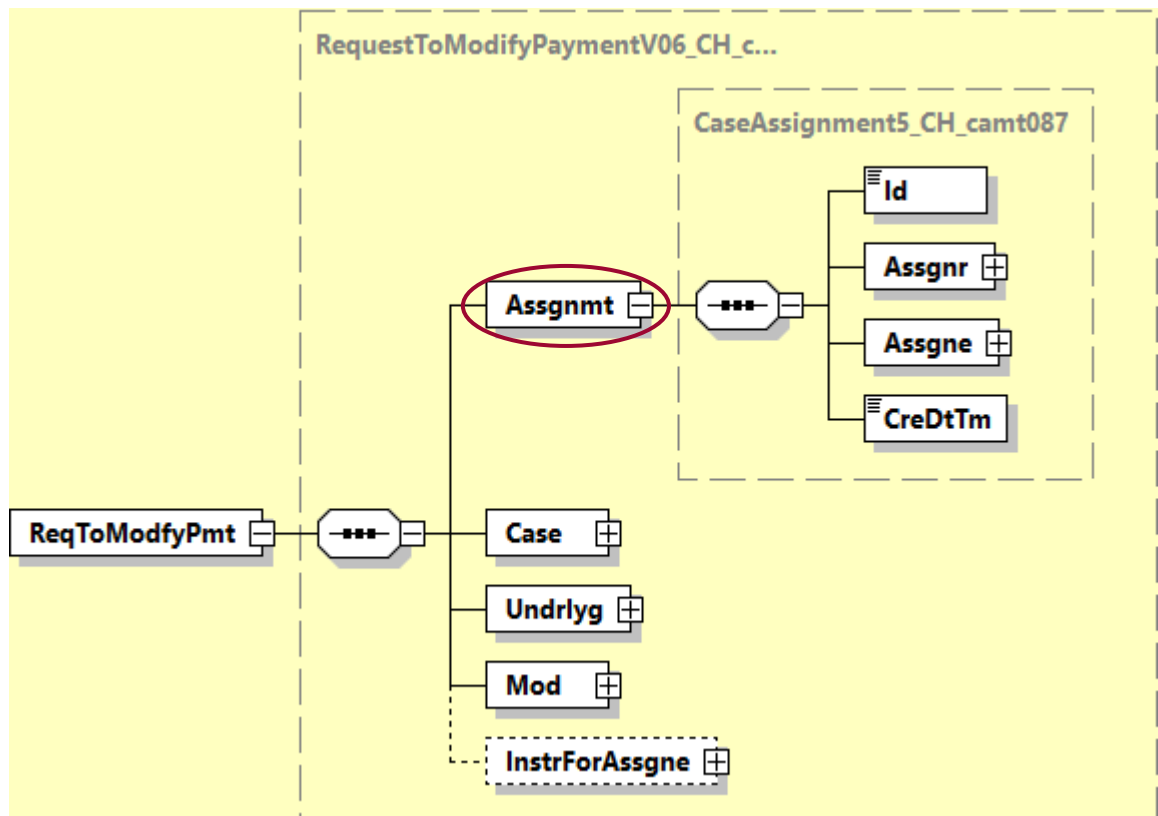 RequestToModifyPaymentV06_CH_c...
CaseAssignment5_CH_camt087
Id
Assgnr
Assgnmt
Assgne
CreDtTm
ReqToModfyPmt
Case
Undrlyg
Mod
InstrForAssgne